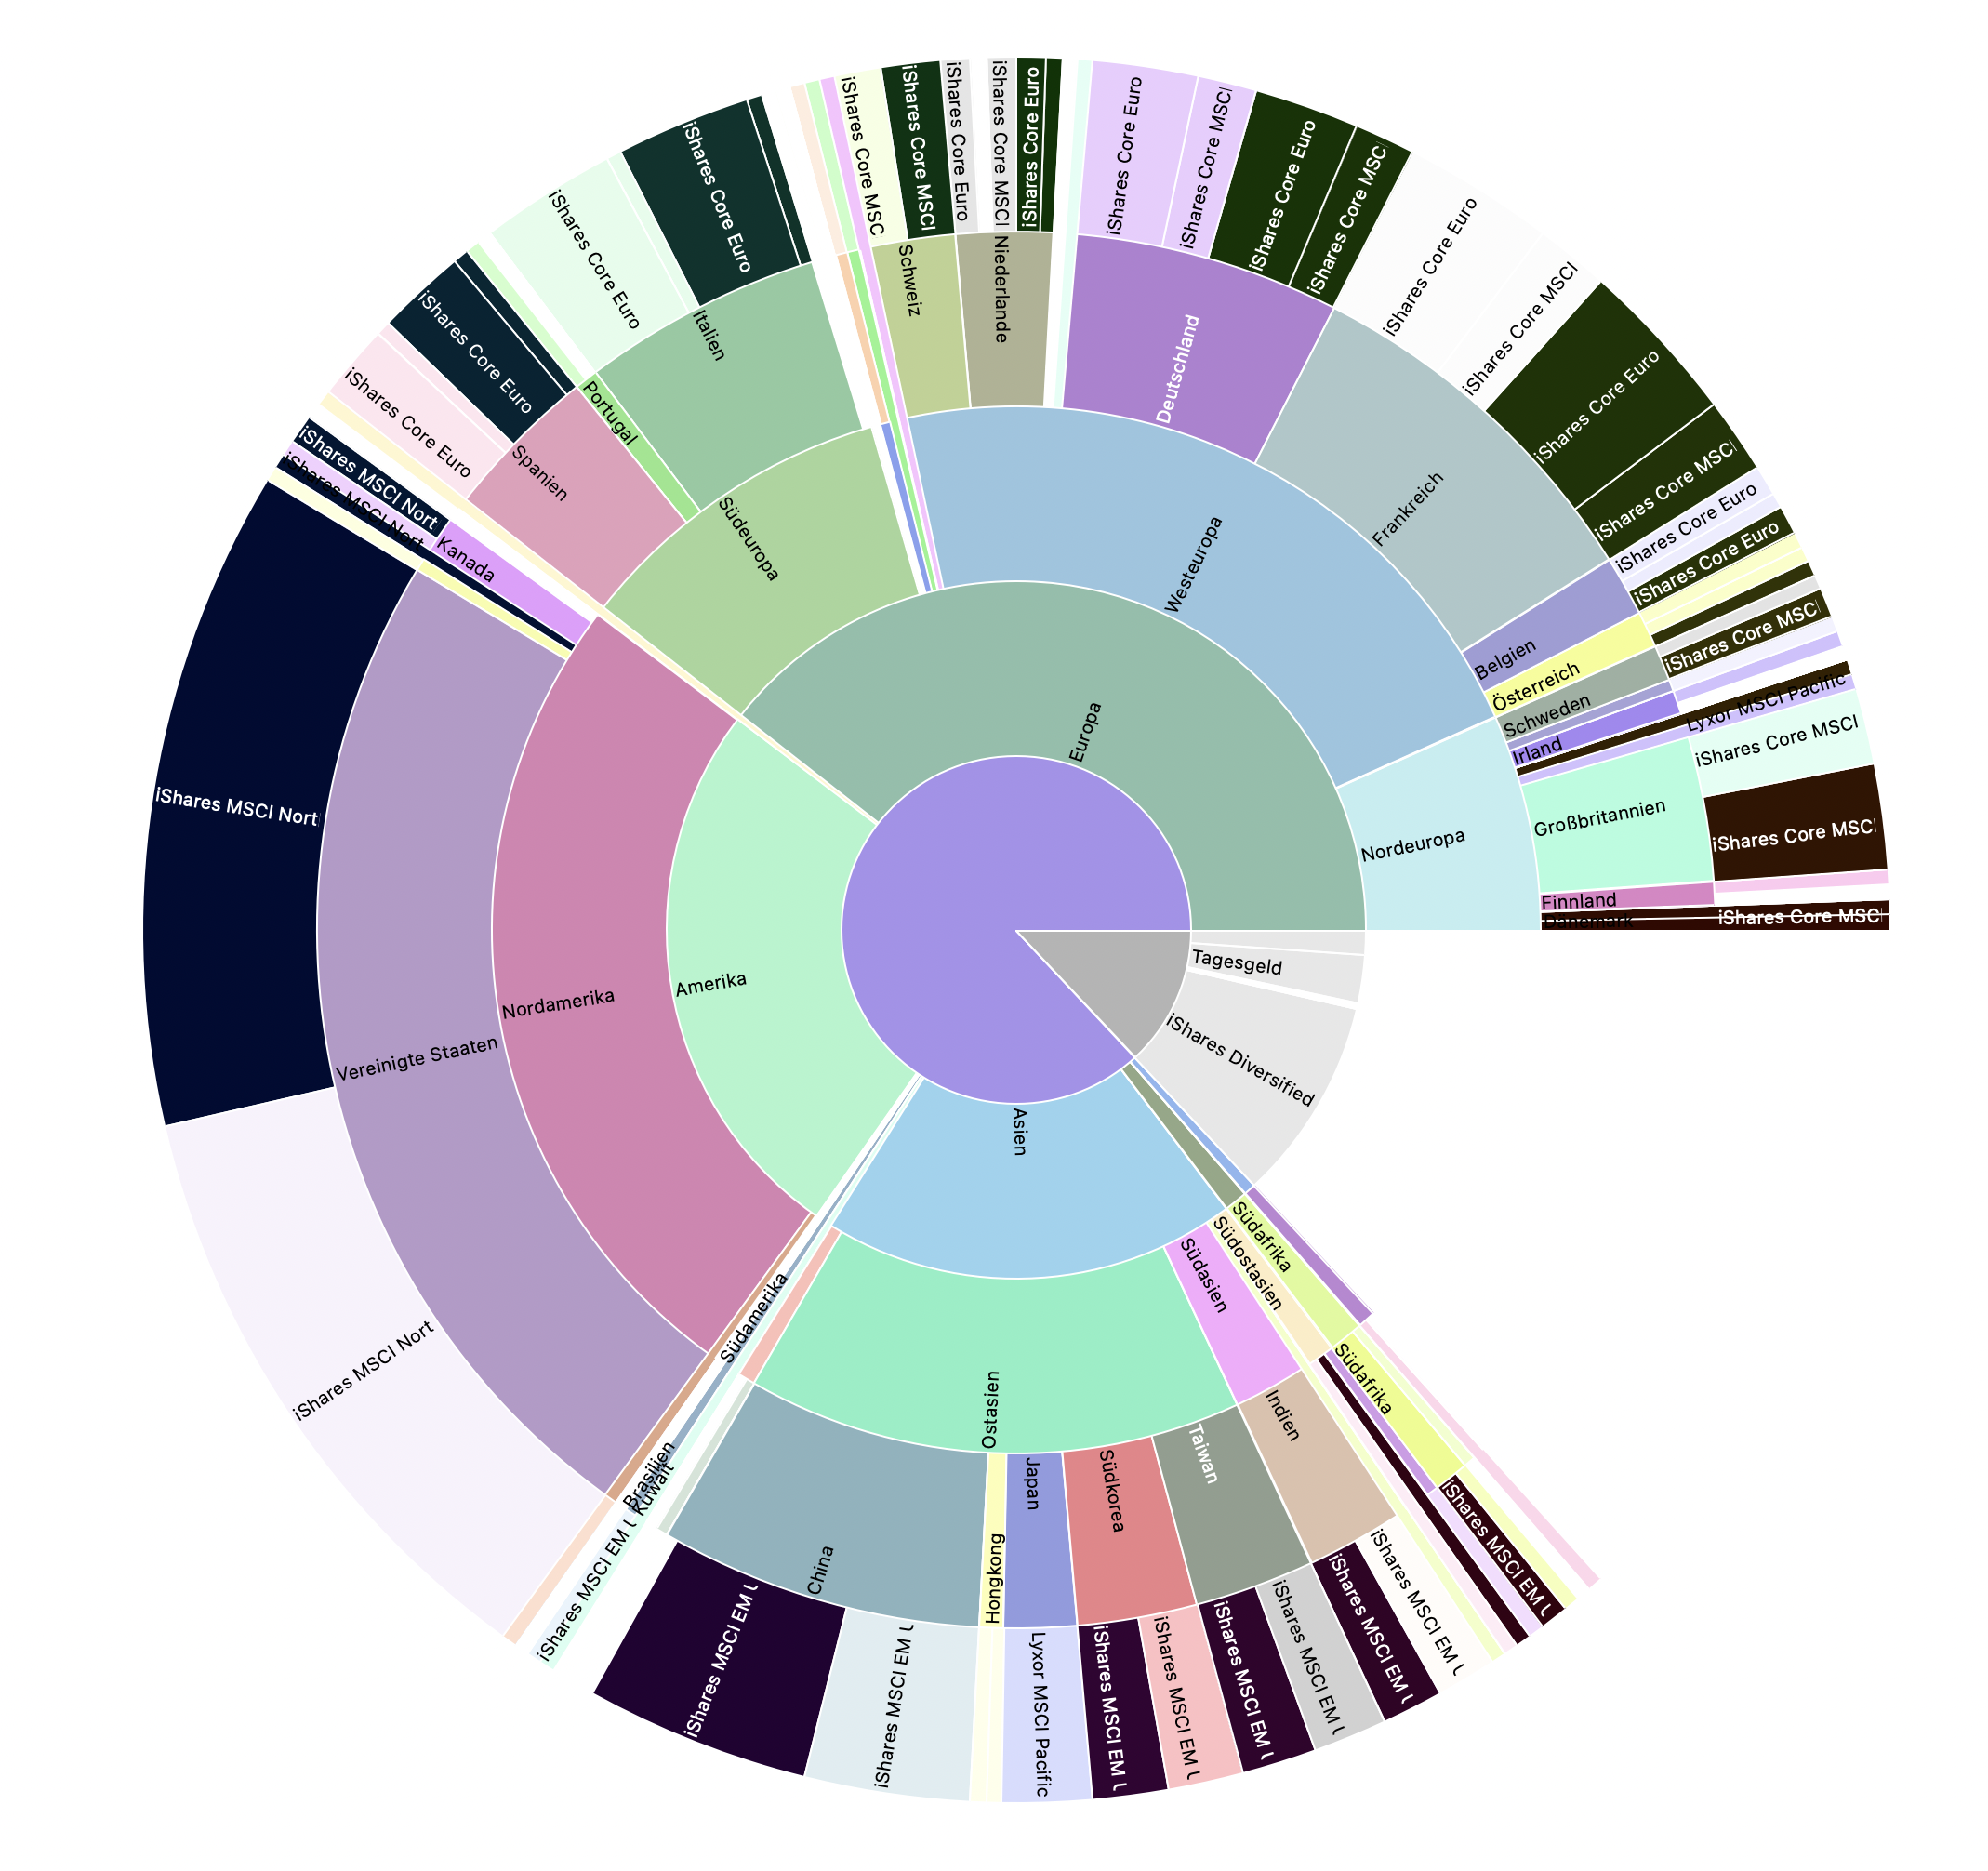 Europa
Westeuropa
Südeuropa
Nordeuropa
Amerika
Nordamerika
Südamerika
Asien
Ostasien
Südasien
Südostasien
Südafrika
Tagesgeld
iShares Diversified
Italien
Portugal
Spanien
Schweiz
Niederlande
Deutschland
Frankreich
Belgien
Österreich
Schweden
Irland
Großbritannien
Finnland
Dänemark
Kanada
Vereinigte Staaten
Brasilien
Kuwait
China
Hongkong
Japan
Südkorea
Taiwan
Indien
Südafrika
iShares Core Euro
iShares Core Euro
iShares Core Euro
iShares Core Euro
iShares Core MSC
iShares Core MSCI
iShares Core Euro
iShares Core MSCI
iShares Core Euro
iShares Core Euro
iShares Core MSCI
iShares Core Euro
iShares Core MSC
iShares Core Euro
iShares Core MSCI
iShares Core Euro
iShares Core MSCI
iShares Core Euro
iShares Core Euro
iShares Core MSCI
Lyxor MSCI Pacific
iShares Core MSCI
iShares Core MSCI
iShares Core MSCI
iShares MSCI Nort
iShares MSCI Nort
iShares MSCI Nort
iShares MSCI Nort
iShares MSCI EM U
iShares MSCI EM U
iShares MSCI EM U
Lyxor MSCI Pacific
iShares MSCI EM U
iShares MSCI EM U
iShares MSCI EM U
iShares MSCI EM U
iShares MSCI EM U
iShares MSCI EM U
iShares MSCI EM U